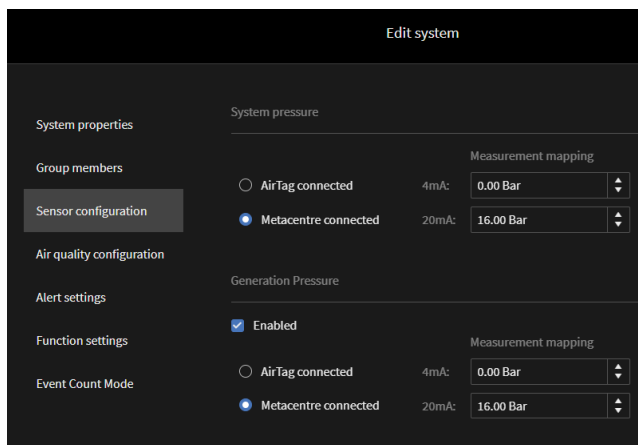 Edit system
System properties
Group members
Sensor configuration
Air quality configuration
Alert settings
Function settings
Event Count Mode
System pressure
Measurement mapping
AirTag connected 4mA: 0.00 Bar
Metacentre connected 20mA: 16.00 Bar
Generation Pressure
Enabled
Measurement mapping
AirTag connected 4mA: 0.00 Bar
Metacentre connected 20mA: 16.00 Bar